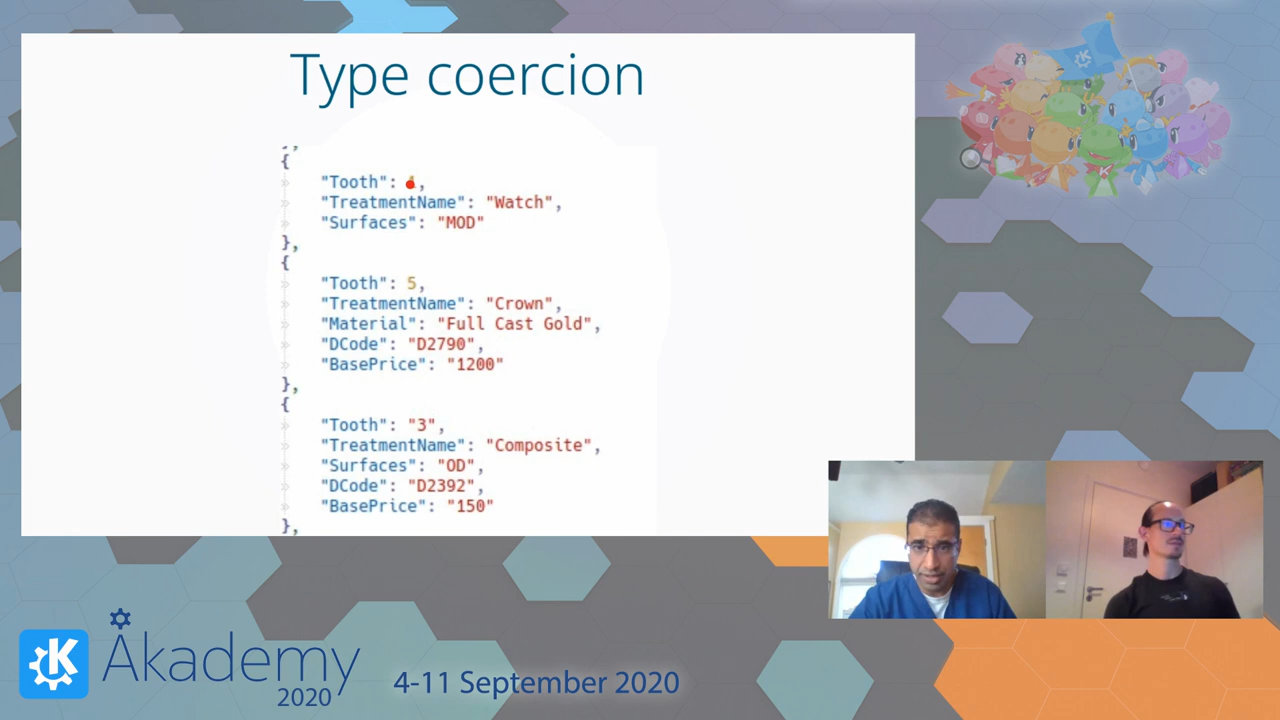 Type coercion
},
{
"Tooth": 4,
"TreatmentName": "Watch",
"Surfaces": "MOD"
},
{
"Tooth": 5,
"TreatmentName": "Crown",
"Material": "Full Cast Gold",
"DCode": "D2790",
"BasePrice": "1200"
},
{
"Tooth": "3",
"TreatmentName": "Composite",
"Surfaces": "OD",
"DCode": "D2392",
"BasePrice": "150"
},
K
Akademy
2020
4-11 September 2020